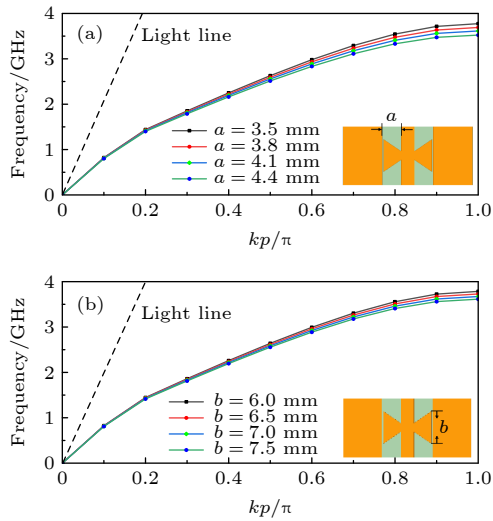 (a)
Light line
Frequency/GHz
4
3
2
1
0
a = 3.5 mm
a = 3.8 mm
a = 4.1 mm
a = 4.4 mm
a
0 0.2 0.4 0.6 0.8 1.0
kp/π
(b)
Light line
Frequency/GHz
4
3
2
1
0
b = 6.0 mm
b = 6.5 mm
b = 7.0 mm
b = 7.5 mm
b
0 0.2 0.4 0.6 0.8 1.0
kp/π